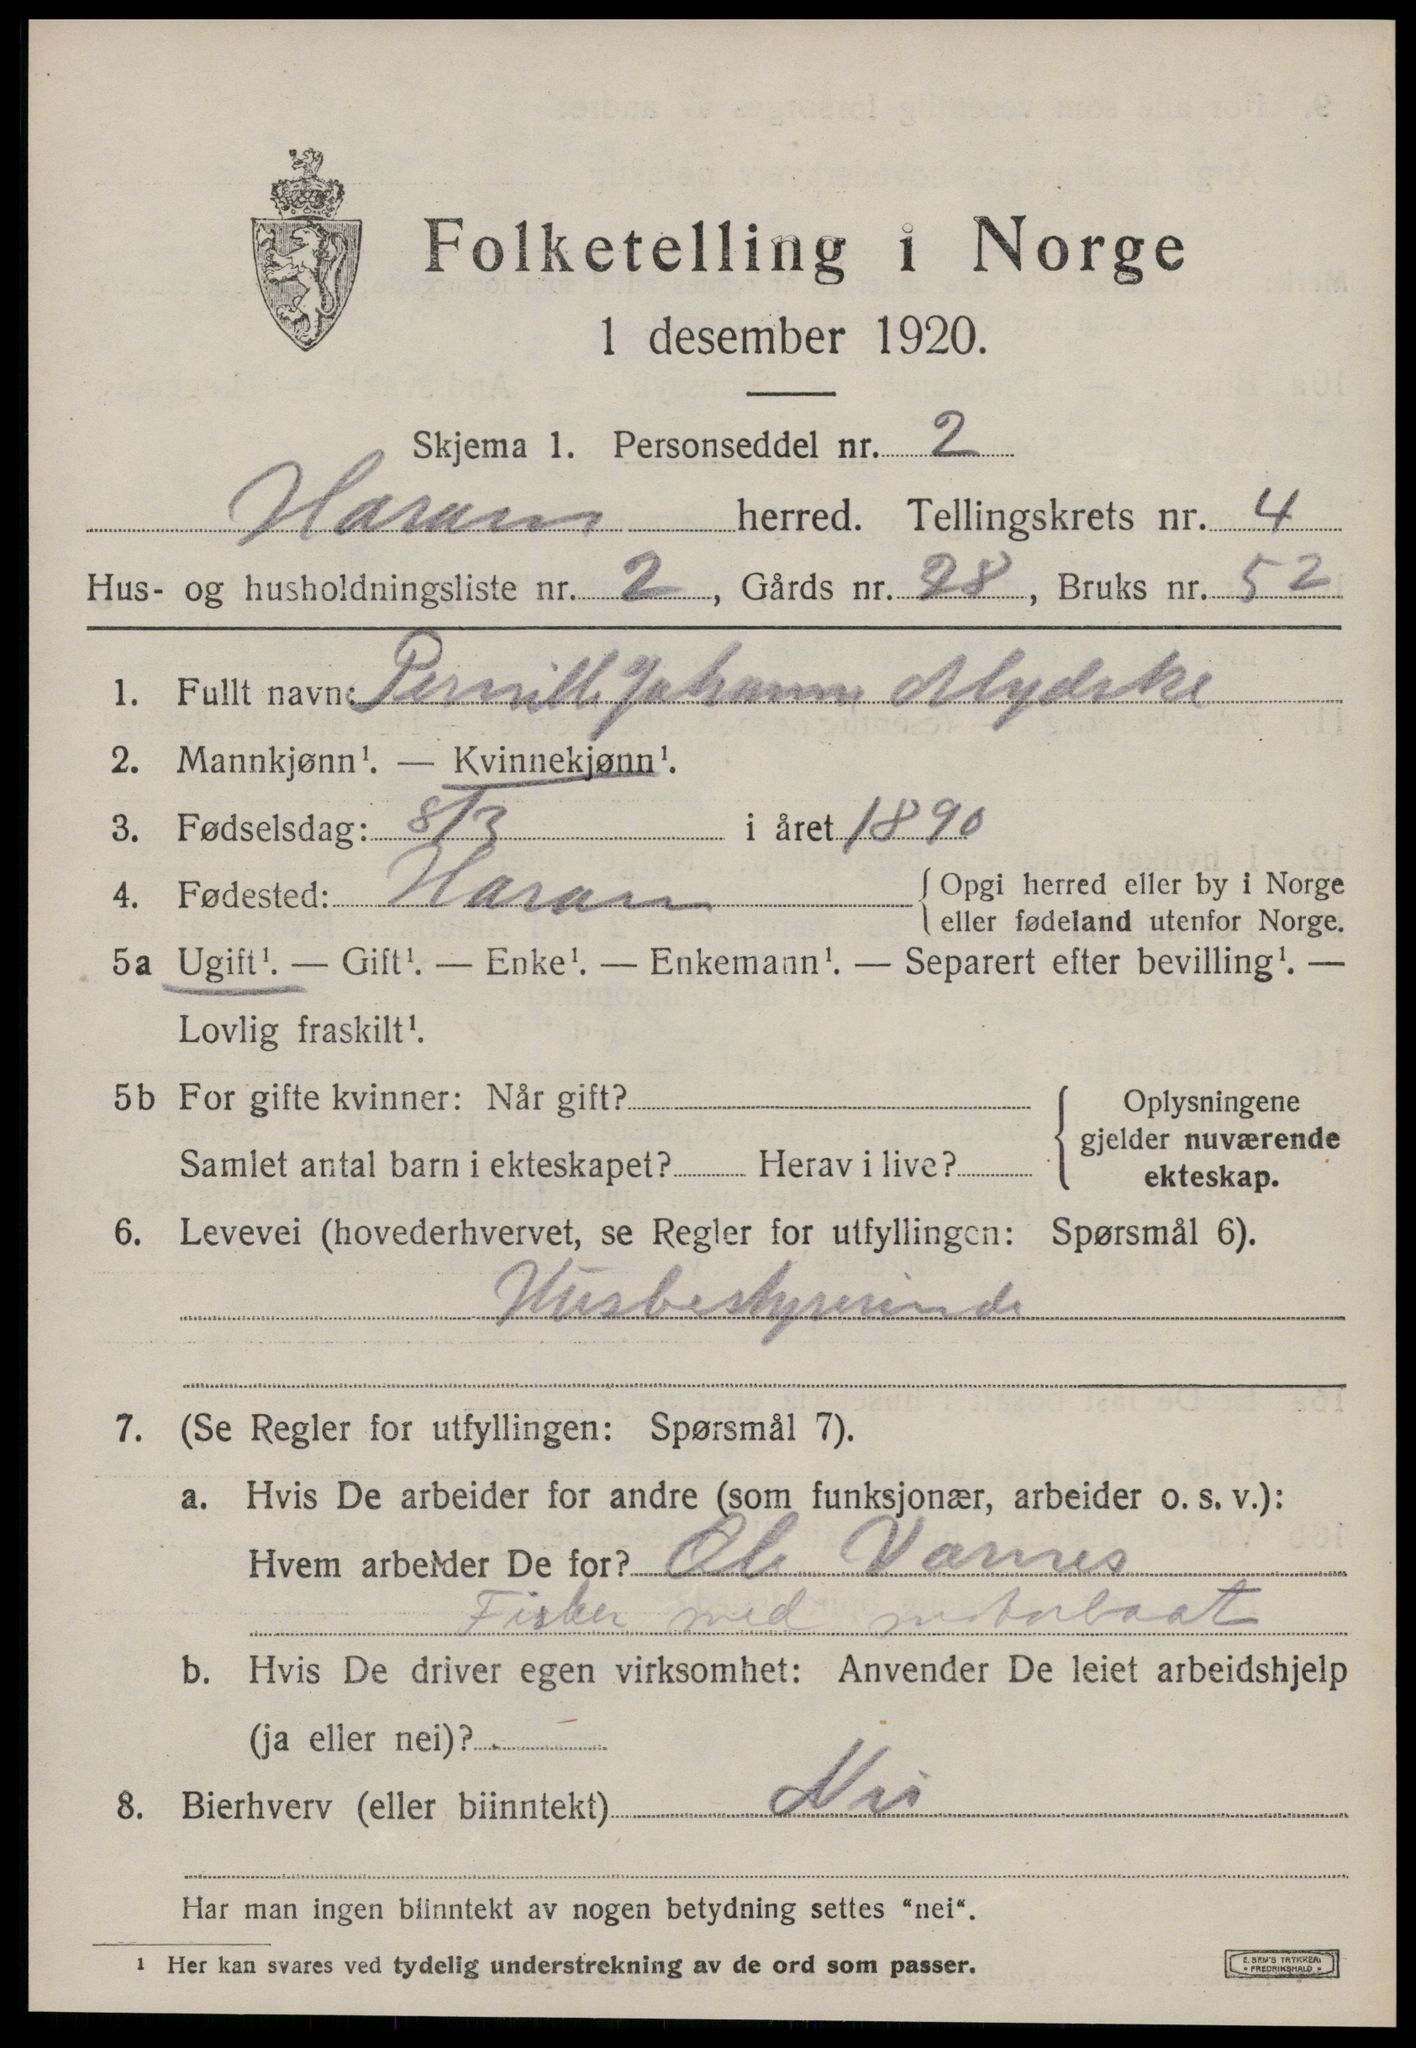 Folketelling i Norge
1 desember 1920.
Skjema 1. Personseddel nr. 2
Haram herred. Tellingskrets nr. 4
Hus- og husholdningsliste nr. 2, Gårds nr. 28, Bruks nr. 52
1. Fullt navn: Pernille Johanne Mydske
2. Mannkjønn¹. — Kvinnekjønn¹.
3. Fødselsdag: 8/3 i året 1890
4. Fødested: Haram { Opgi herred eller by i Norge
eller fødeland utenfor Norge.
5a Ugift¹. — Gift¹. — Enke¹. — Enkemann¹. — Separert efter bevilling¹. —
Lovlig fraskilt¹.
5b For gifte kvinner: Når gift?
Samlet antal barn i ekteskapet? Herav i live?
{ Oplysningene
gjelder nuværende
ekteskap.
6. Levevei (hovederhvervet, se Regler for utfyllingen: Spørsmål 6).
Husbestyrerinde
7. (Se Regler for utfyllingen: Spørsmål 7).
a. Hvis De arbeider for andre (som funksjonær, arbeider o. s. v.):
Hvem arbeider De for? Ole Varnes
Fisker med motorbaat
b. Hvis De driver egen virksomhet: Anvender De leiet arbeidshjelp
(ja eller nei)?
8. Bierhverv (eller biinntekt) Nei
Har man ingen biinntekt av nogen betydning settes "nei".
¹ Her kan svares ved tydelig understrekning av de ord som passer.
E. SEM'S TRYKKERI
FREDRIKSHALD